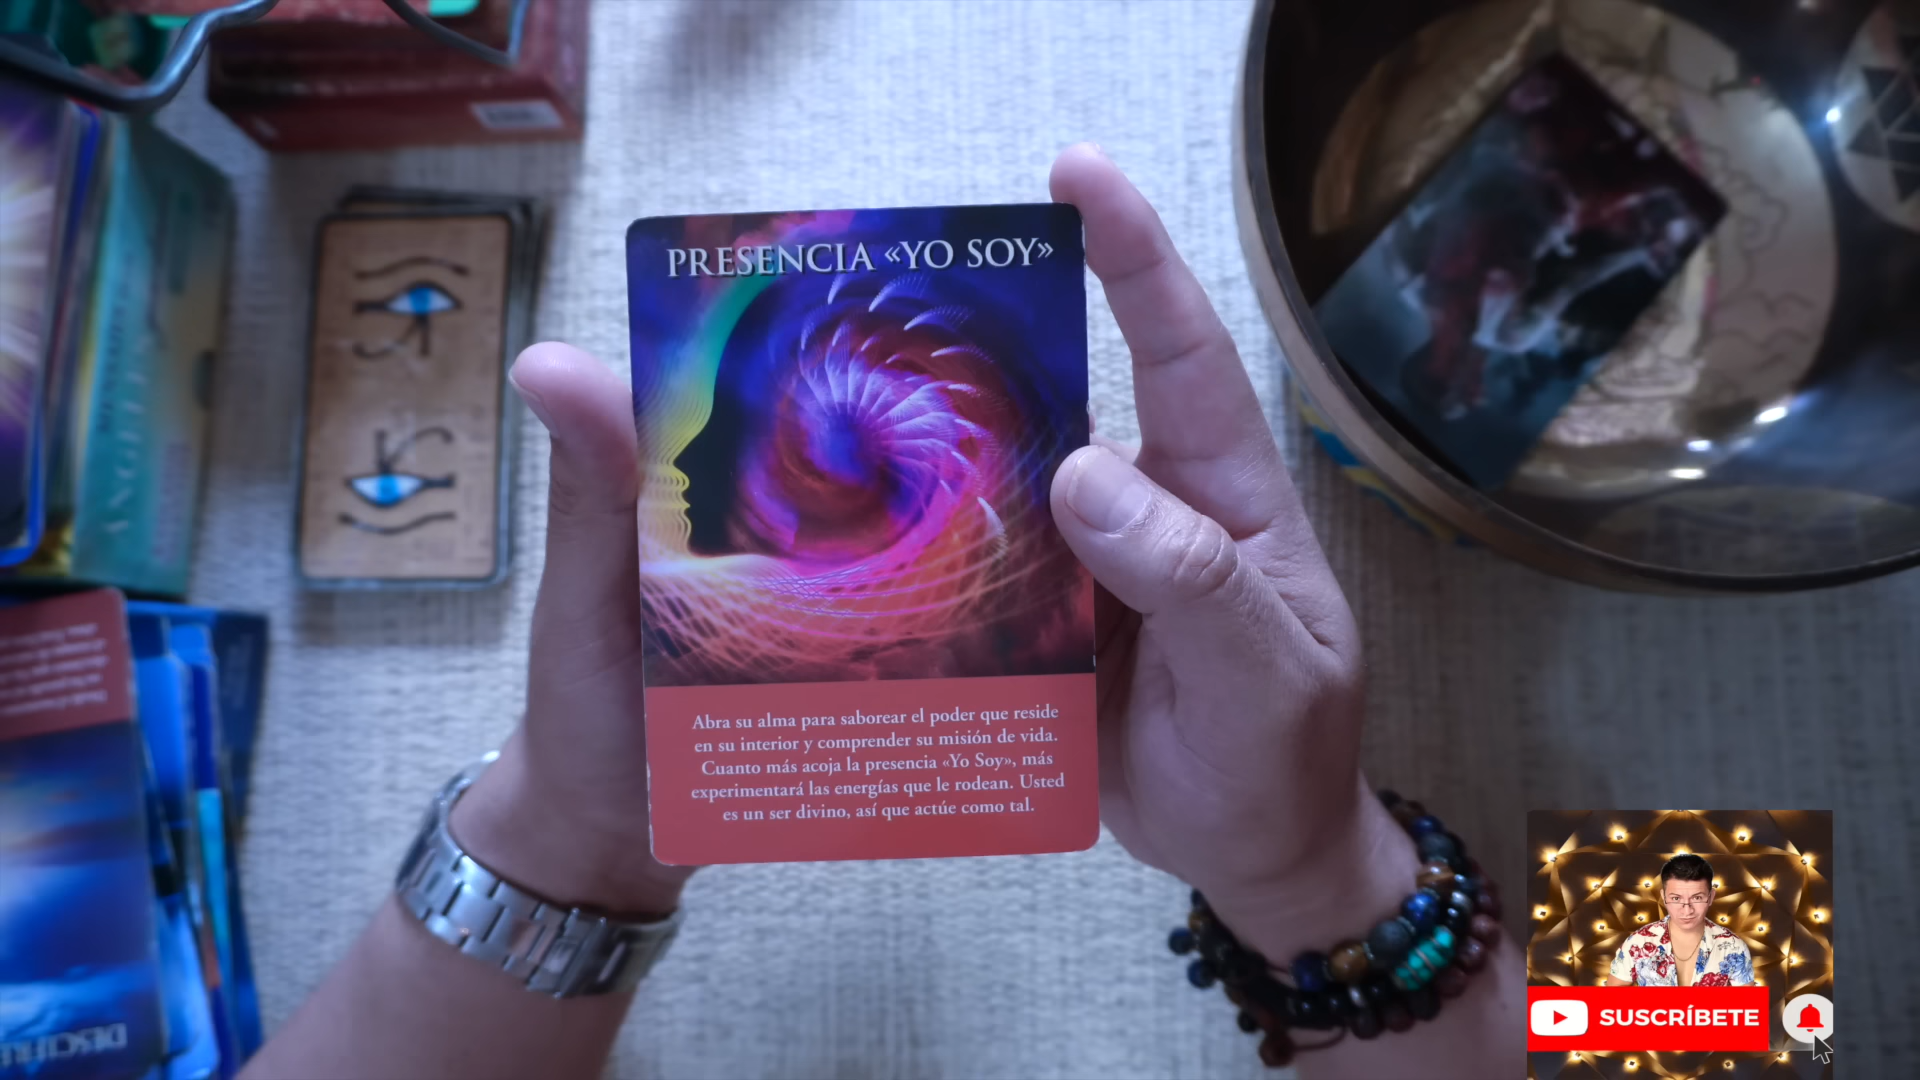 PRESENCIA «YO SOY»
Abra su alma para saborear el poder que reside
en su interior y comprender su misión de vida.
Cuanto más acoja la presencia «Yo Soy», más
experimentará las energías que le rodean. Usted
es un ser divino, así que actúe como tal.
SUSCRÍBETE